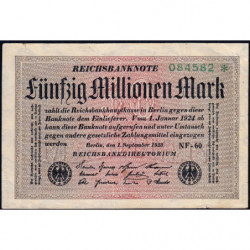 REICHSBANKNOTE
084582 *
Fünfzig Millionen Mark
zahlt die Reichsbankhauptkasse in Berlin gegen diese
Banknote dem Einlieferer. Vom 1. Januar 1924 ab
kann diese Banknote aufgerufen und unter Umtausch
gegen andere gesetzliche Zahlungsmittel eingezogen
werden
Berlin, den 1. September 1923
NF-60
REICHSBANKDIREKTORIUM